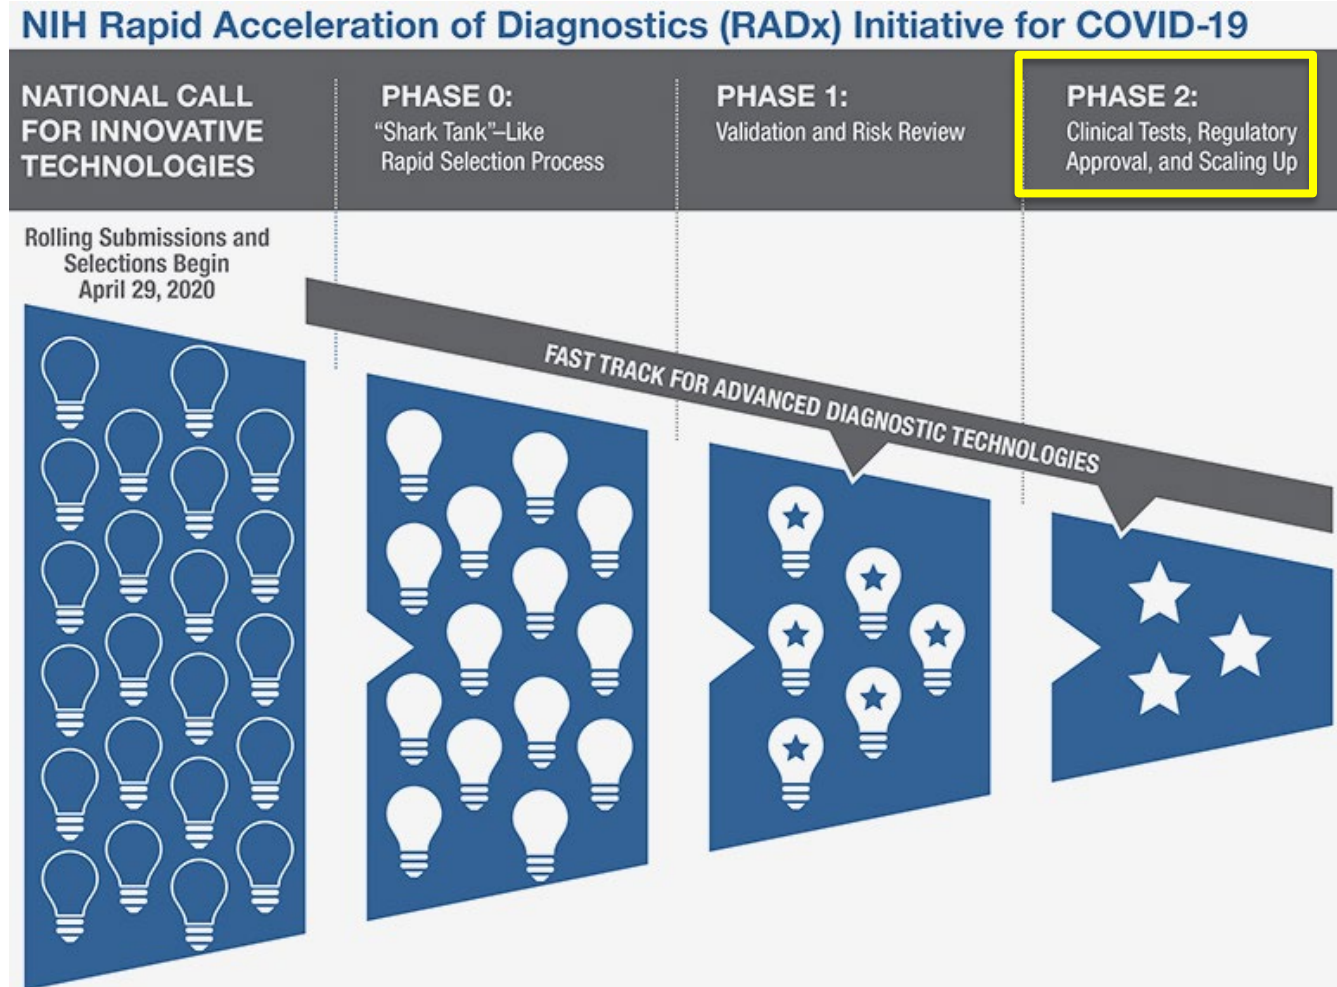 NIH Rapid Acceleration of Diagnostics (RADx) Initiative for COVID-19
NATIONAL CALL
FOR INNOVATIVE
TECHNOLOGIES
PHASE 0:
“Shark Tank”–Like
Rapid Selection Process
PHASE 1:
Validation and Risk Review
PHASE 2:
Clinical Tests, Regulatory
Approval, and Scaling Up
Rolling Submissions and
Selections Begin
April 29, 2020
FAST TRACK FOR ADVANCED DIAGNOSTIC TECHNOLOGIES